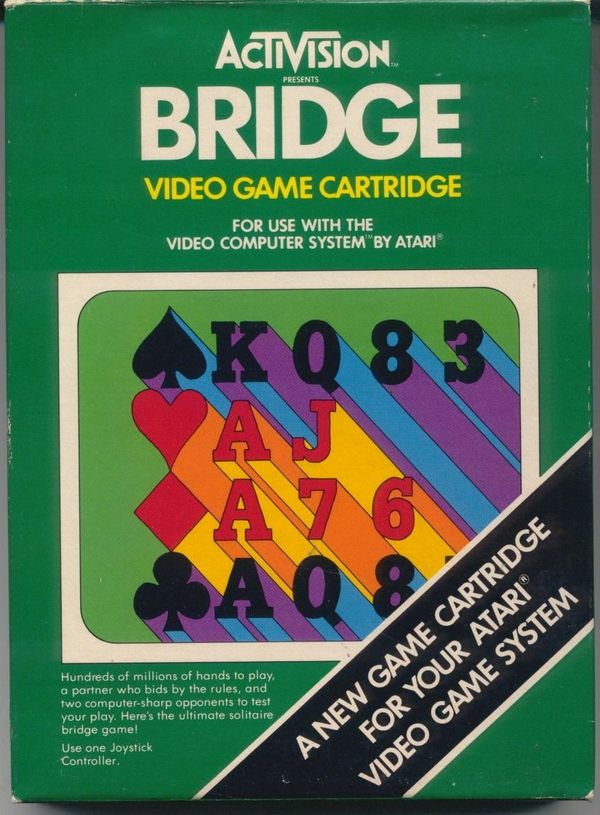 ACTIVISION™
PRESENTS
BRIDGE
VIDEO GAME CARTRIDGE
FOR USE WITH THE
VIDEO COMPUTER SYSTEM™ BY ATARI®
♠ K Q 8 3
♥ A J
♦ A 7 6
♣ A Q 8
A NEW GAME CARTRIDGE
FOR YOUR ATARI®
VIDEO GAME SYSTEM
Hundreds of millions of hands to play,
a partner who bids by the rules, and
two computer-sharp opponents to test
your play. Here's the ultimate solitaire
bridge game!
Use one Joystick
Controller.